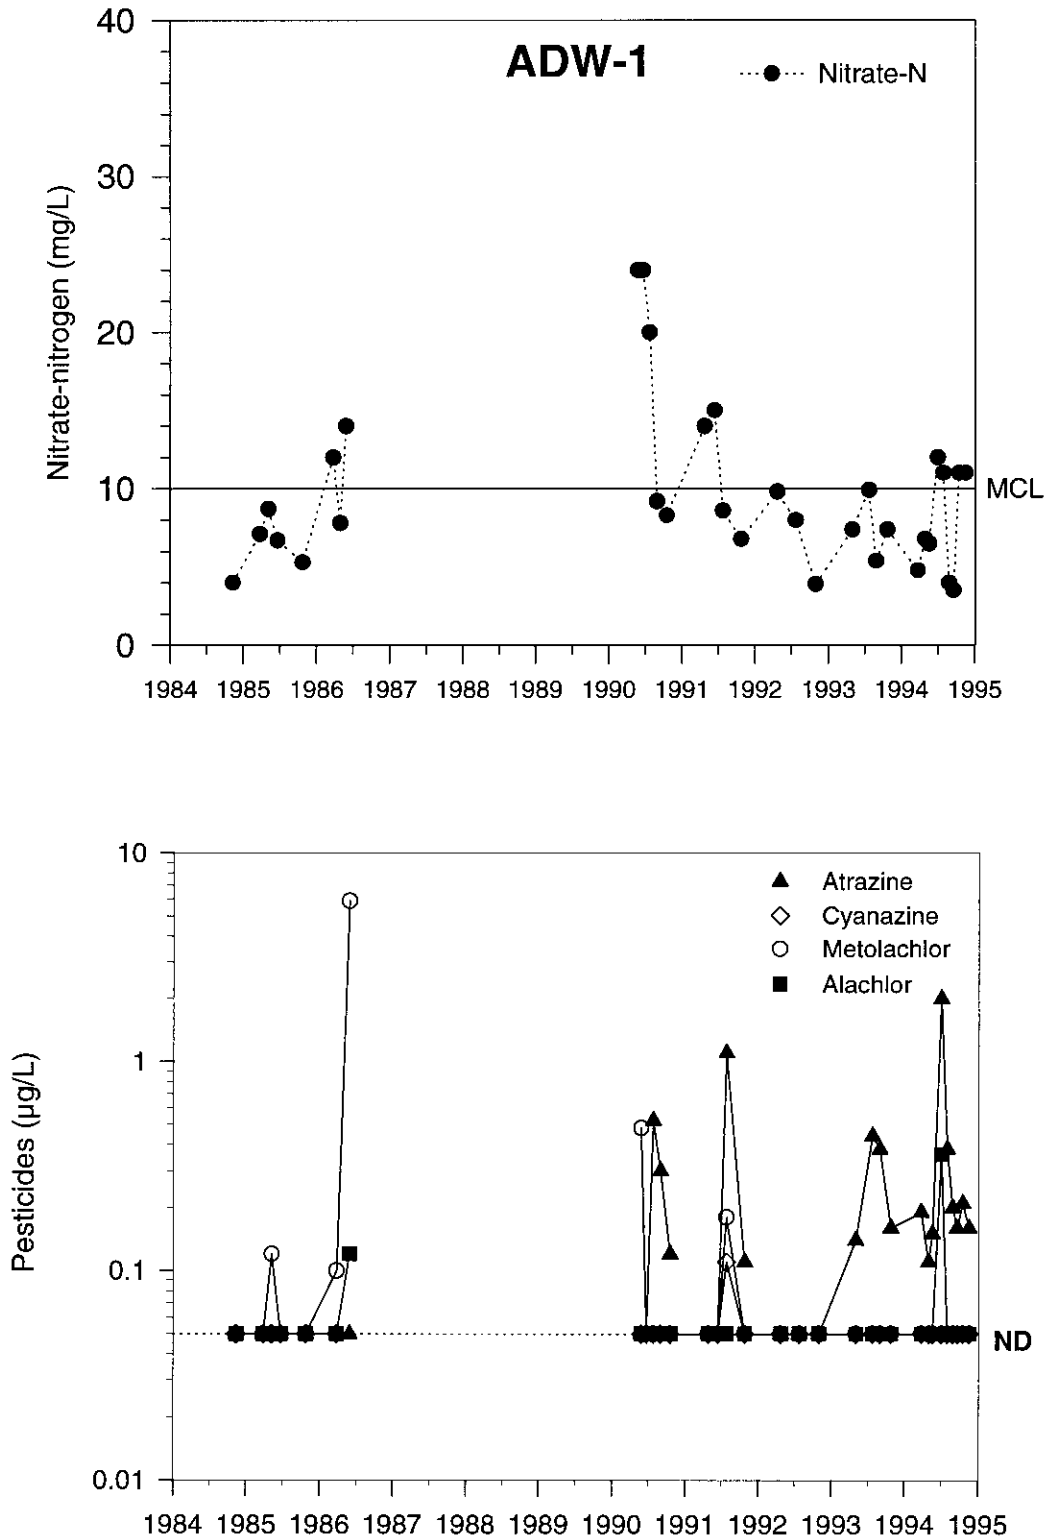 40
ADW-1
Nitrate-N
30
20
10
0
Nitrate-nitrogen (mg/L)
MCL
1984 1985 1986 1987 1988 1989 1990 1991 1992 1993 1994 1995
10
Atrazine
Cyanazine
Metolachlor
Alachlor
1
0.1
0.01
Pesticides (µg/L)
ND
1984 1985 1986 1987 1988 1989 1990 1991 1992 1993 1994 1995